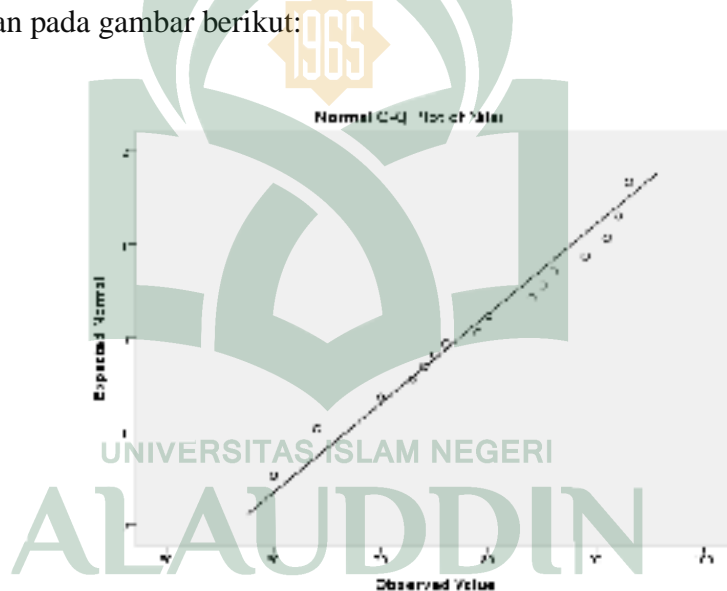 an pada gambar berikut:
1965
Normal Q-Q Plot of Nilai
Expected Normal
UNIVERSITAS ISLAM NEGERI
ALAUDDIN
Observed Value